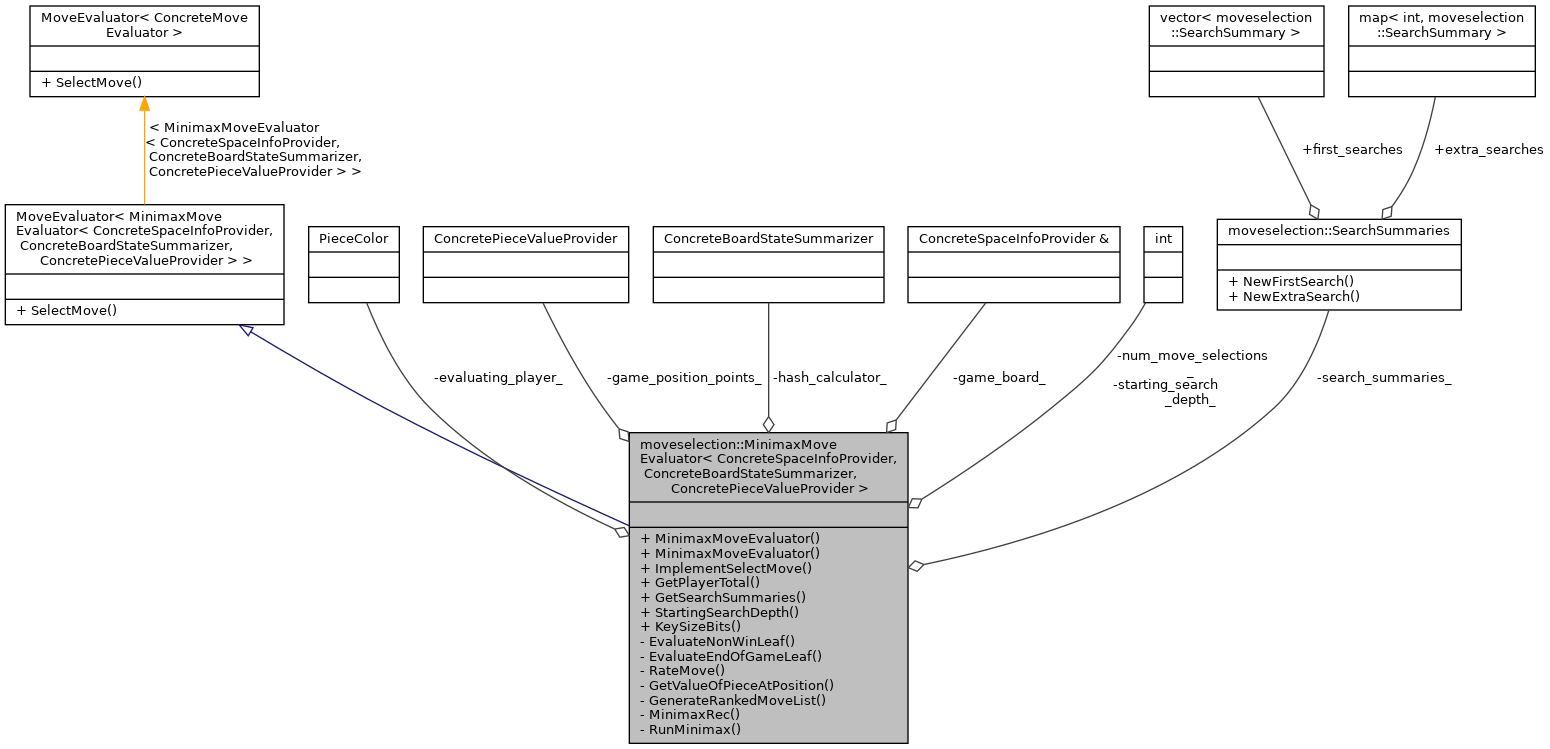 MoveEvaluator< ConcreteMove
Evaluator >
+ SelectMove()
vector< moveselection
::SearchSummary >
map< int, moveselection
::SearchSummary >
< MinimaxMoveEvaluator
< ConcreteSpaceInfoProvider,
ConcreteBoardStateSummarizer,
ConcretePieceValueProvider > >
+first_searches
+extra_searches
MoveEvaluator< MinimaxMove
Evaluator< ConcreteSpaceInfoProvider,
ConcreteBoardStateSummarizer,
ConcretePieceValueProvider > >
+ SelectMove()
PieceColor
ConcretePieceValueProvider
ConcreteBoardStateSummarizer
ConcreteSpaceInfoProvider &
int
moveselection::SearchSummaries
+ NewFirstSearch()
+ NewExtraSearch()
-evaluating_player_
-game_position_points_
-hash_calculator_
-game_board_
-num_move_selections
_
-starting_search
_depth_
-search_summaries_
moveselection::MinimaxMove
Evaluator< ConcreteSpaceInfoProvider,
ConcreteBoardStateSummarizer,
ConcretePieceValueProvider >
+ MinimaxMoveEvaluator()
+ MinimaxMoveEvaluator()
+ ImplementSelectMove()
+ GetPlayerTotal()
+ GetSearchSummaries()
+ StartingSearchDepth()
+ KeySizeBits()
- EvaluateNonWinLeaf()
- EvaluateEndOfGameLeaf()
- RateMove()
- GetValueOfPieceAtPosition()
- GenerateRankedMoveList()
- MinimaxRec()
- RunMinimax()